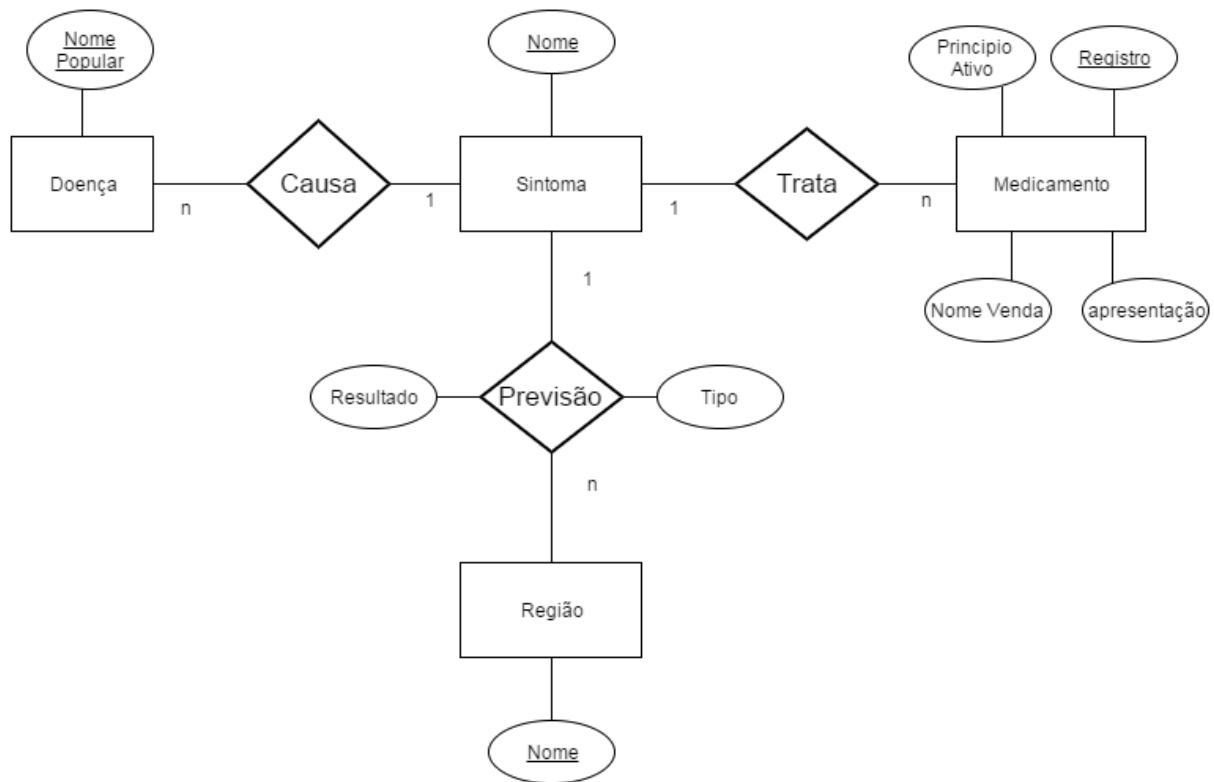 Nome
Popular
Nome
Principio
Ativo
Registro
Doença
n
Causa
1
Sintoma
1
Trata
n
Medicamento
1
Nome Venda
apresentação
Resultado
Previsão
Tipo
n
Região
Nome